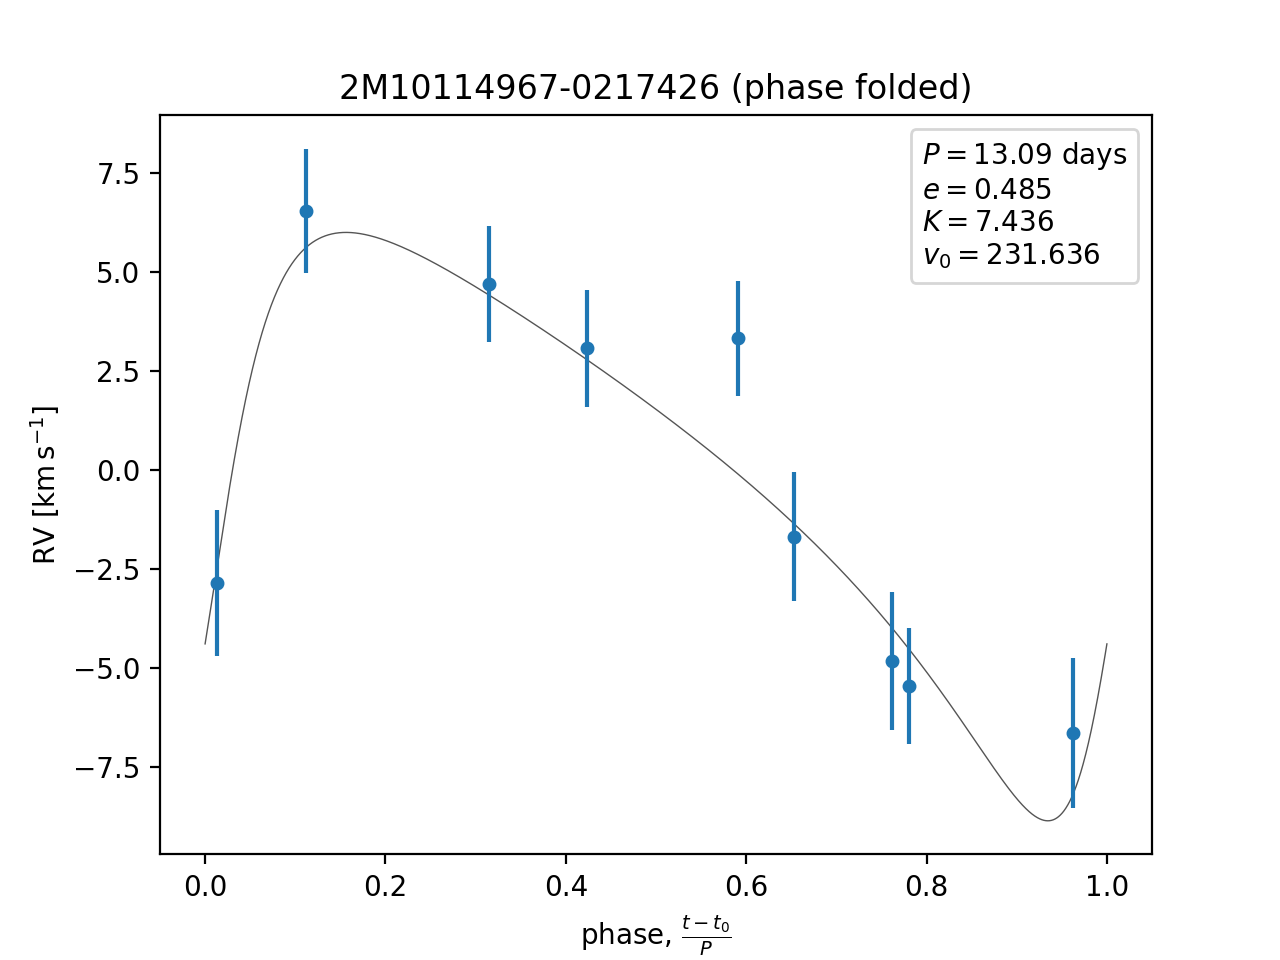 2M10114967-0217426 (phase folded)
P = 13.09 days
e = 0.485
K = 7.436
v₀ = 231.636
7.5
5.0
2.5
0.0
−2.5
−5.0
−7.5
RV [km s⁻¹]
0.0 0.2 0.4 0.6 0.8 1.0
phase, (t − t₀)/P